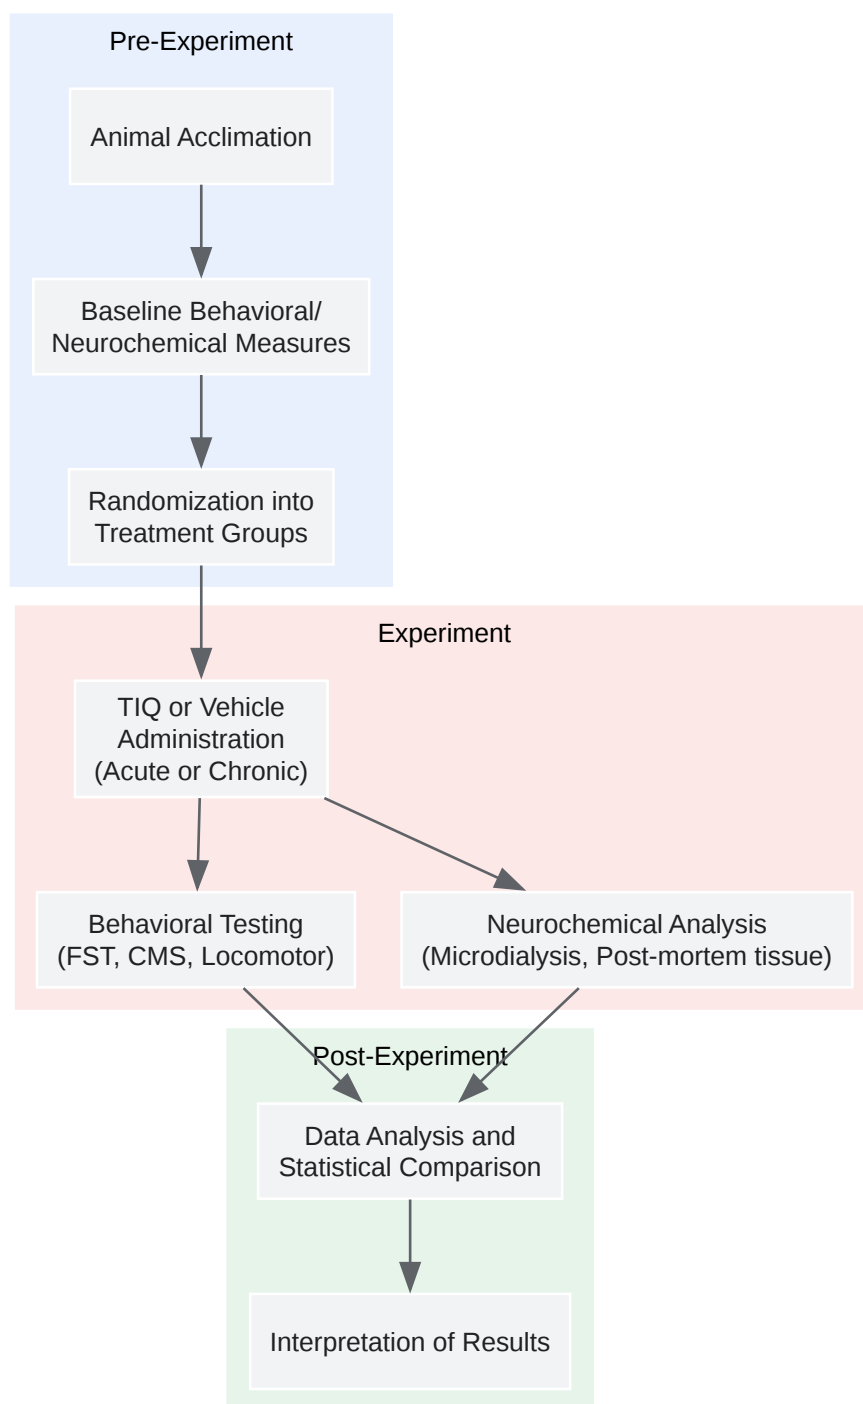 Pre-Experiment
Animal Acclimation
Baseline Behavioral/
Neurochemical Measures
Randomization into
Treatment Groups
Experiment
TIQ or Vehicle
Administration
(Acute or Chronic)
Behavioral Testing
(FST, CMS, Locomotor)
Neurochemical Analysis
(Microdialysis, Post-mortem tissue)
Post-Experiment
Data Analysis and
Statistical Comparison
Interpretation of Results